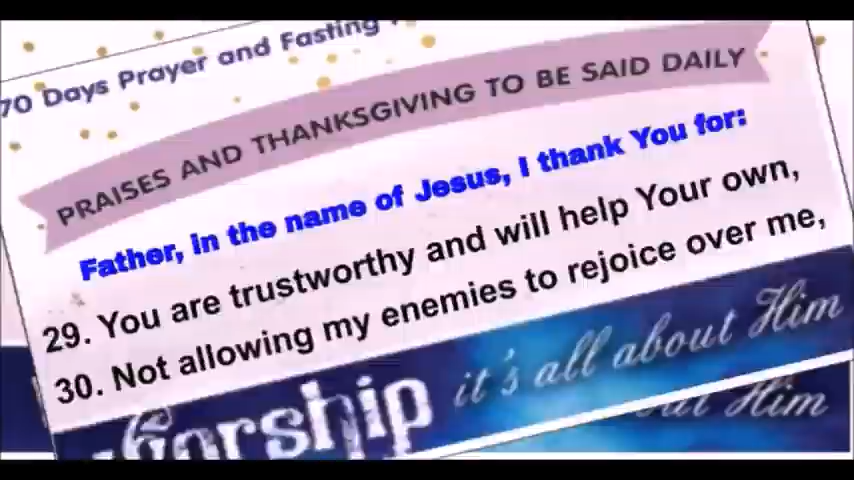 70 Days Prayer and Fasting
PRAISES AND THANKSGIVING TO BE SAID DAILY
Father, in the name of Jesus, I thank You for:
29. You are trustworthy and will help Your own,
30. Not allowing my enemies to rejoice over me,
Worship it's all about Him
Him